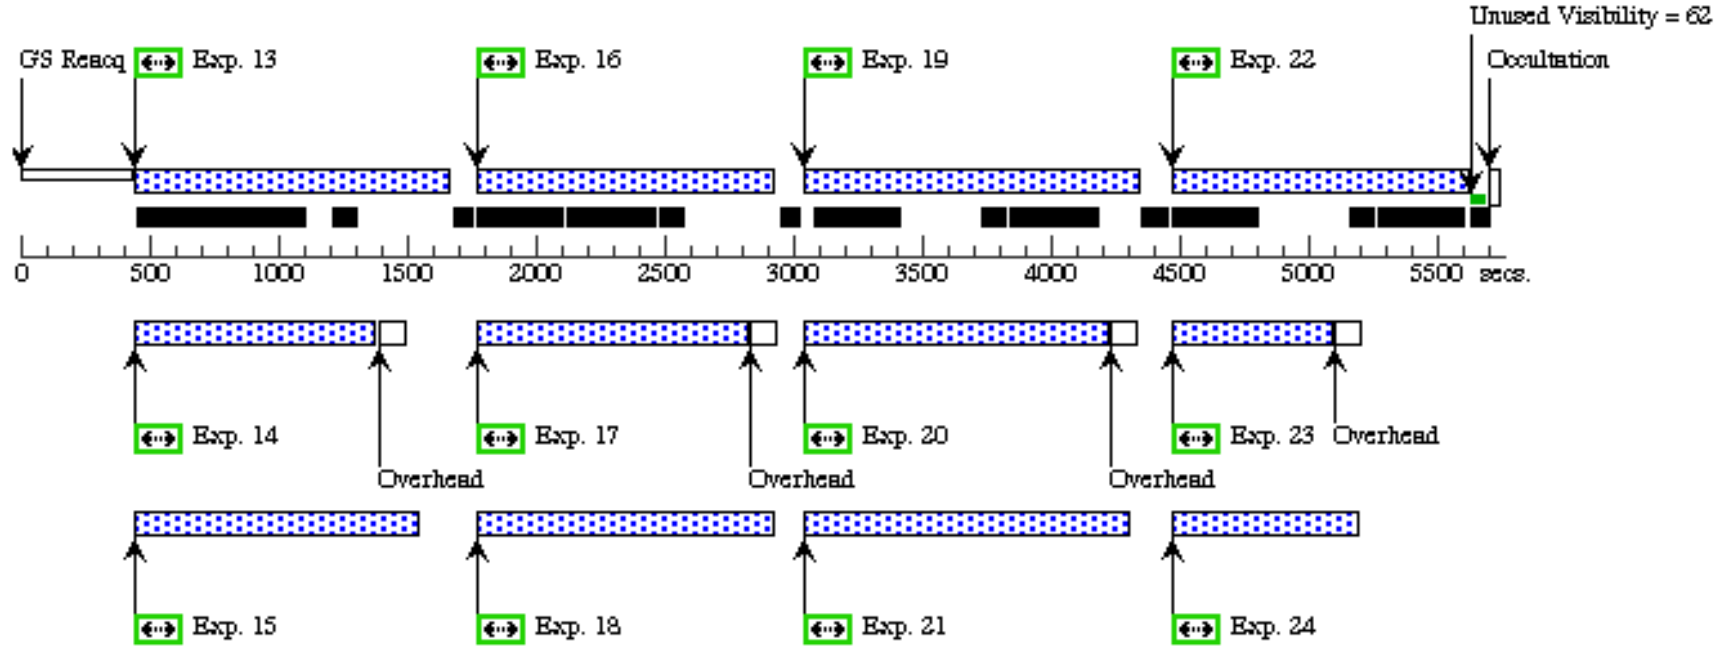 Unused Visibility = 62
GS Reacq Exp. 13 Exp. 16 Exp. 19 Exp. 22 Occultation
0 500 1000 1500 2000 2500 3000 3500 4000 4500 5000 5500 secs.
Exp. 14 Exp. 17 Exp. 20 Exp. 23 Overhead
Overhead Overhead Overhead
Exp. 15 Exp. 18 Exp. 21 Exp. 24